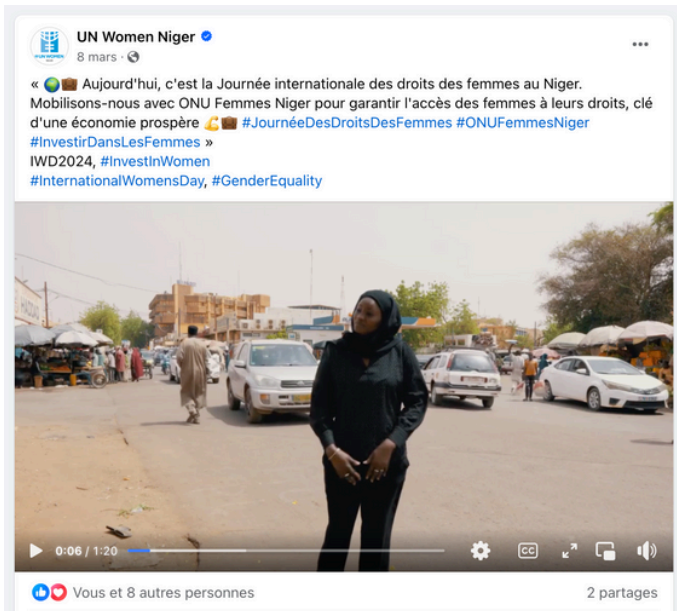 UN Women Niger
8 mars ·
« Aujourd'hui, c'est la Journée internationale des droits des femmes au Niger.
Mobilisons-nous avec ONU Femmes Niger pour garantir l'accès des femmes à leurs droits, clé
d'une économie prospère #JournéeDesDroitsDesFemmes #ONUFemmesNiger
#InvestirDansLesFemmes »
IWD2024, #InvestInWomen
#InternationalWomensDay, #GenderEquality
0:06 / 1:20
CC
Vous et 8 autres personnes
2 partages